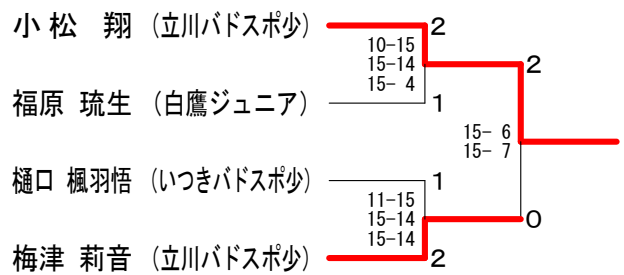 小松 翔 (立川バドスポ少) 2
10-15
15-14
15- 4
2
福原 琉生 (白鷹ジュニア) 1
15- 6
15- 7
樋口 楓羽悟 (いつきバドスポ少) 1
11-15
15-14
15-14
0
梅津 莉音 (立川バドスポ少) 2